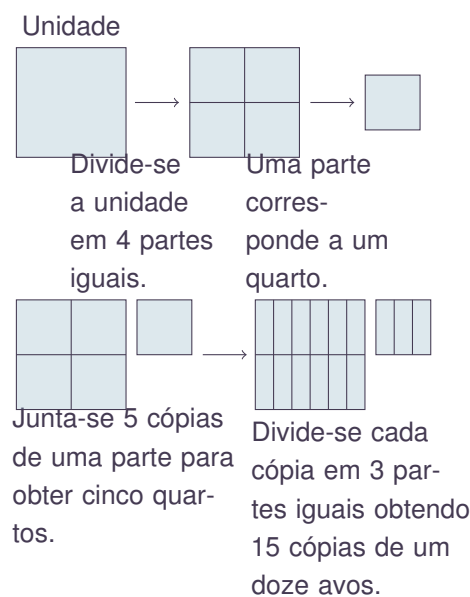 Unidade
Divide-se
a unidade
em 4 partes
iguais.
Uma parte
corres-
ponde a um
quarto.
Junta-se 5 cópias
de uma parte para
obter cinco quar-
tos.
Divide-se cada
cópia em 3 par-
tes iguais obtendo
15 cópias de um
doze avos.